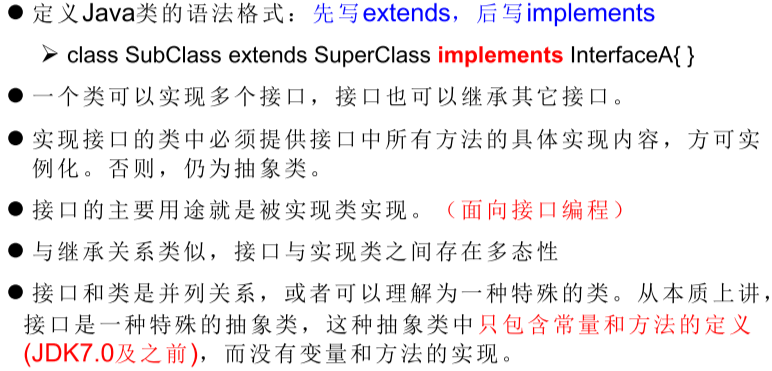 ● 定义Java类的语法格式：先写extends，后写implements
➢ class SubClass extends SuperClass implements InterfaceA{ }
● 一个类可以实现多个接口，接口也可以继承其它接口。
● 实现接口的类中必须提供接口中所有方法的具体实现内容，方可实
例化。否则，仍为抽象类。
● 接口的主要用途就是被实现类实现。（面向接口编程）
● 与继承关系类似，接口与实现类之间存在多态性
● 接口和类是并列关系，或者可以理解为一种特殊的类。从本质上讲，
接口是一种特殊的抽象类，这种抽象类中只包含常量和方法的定义
(JDK7.0及之前)，而没有变量和方法的实现。